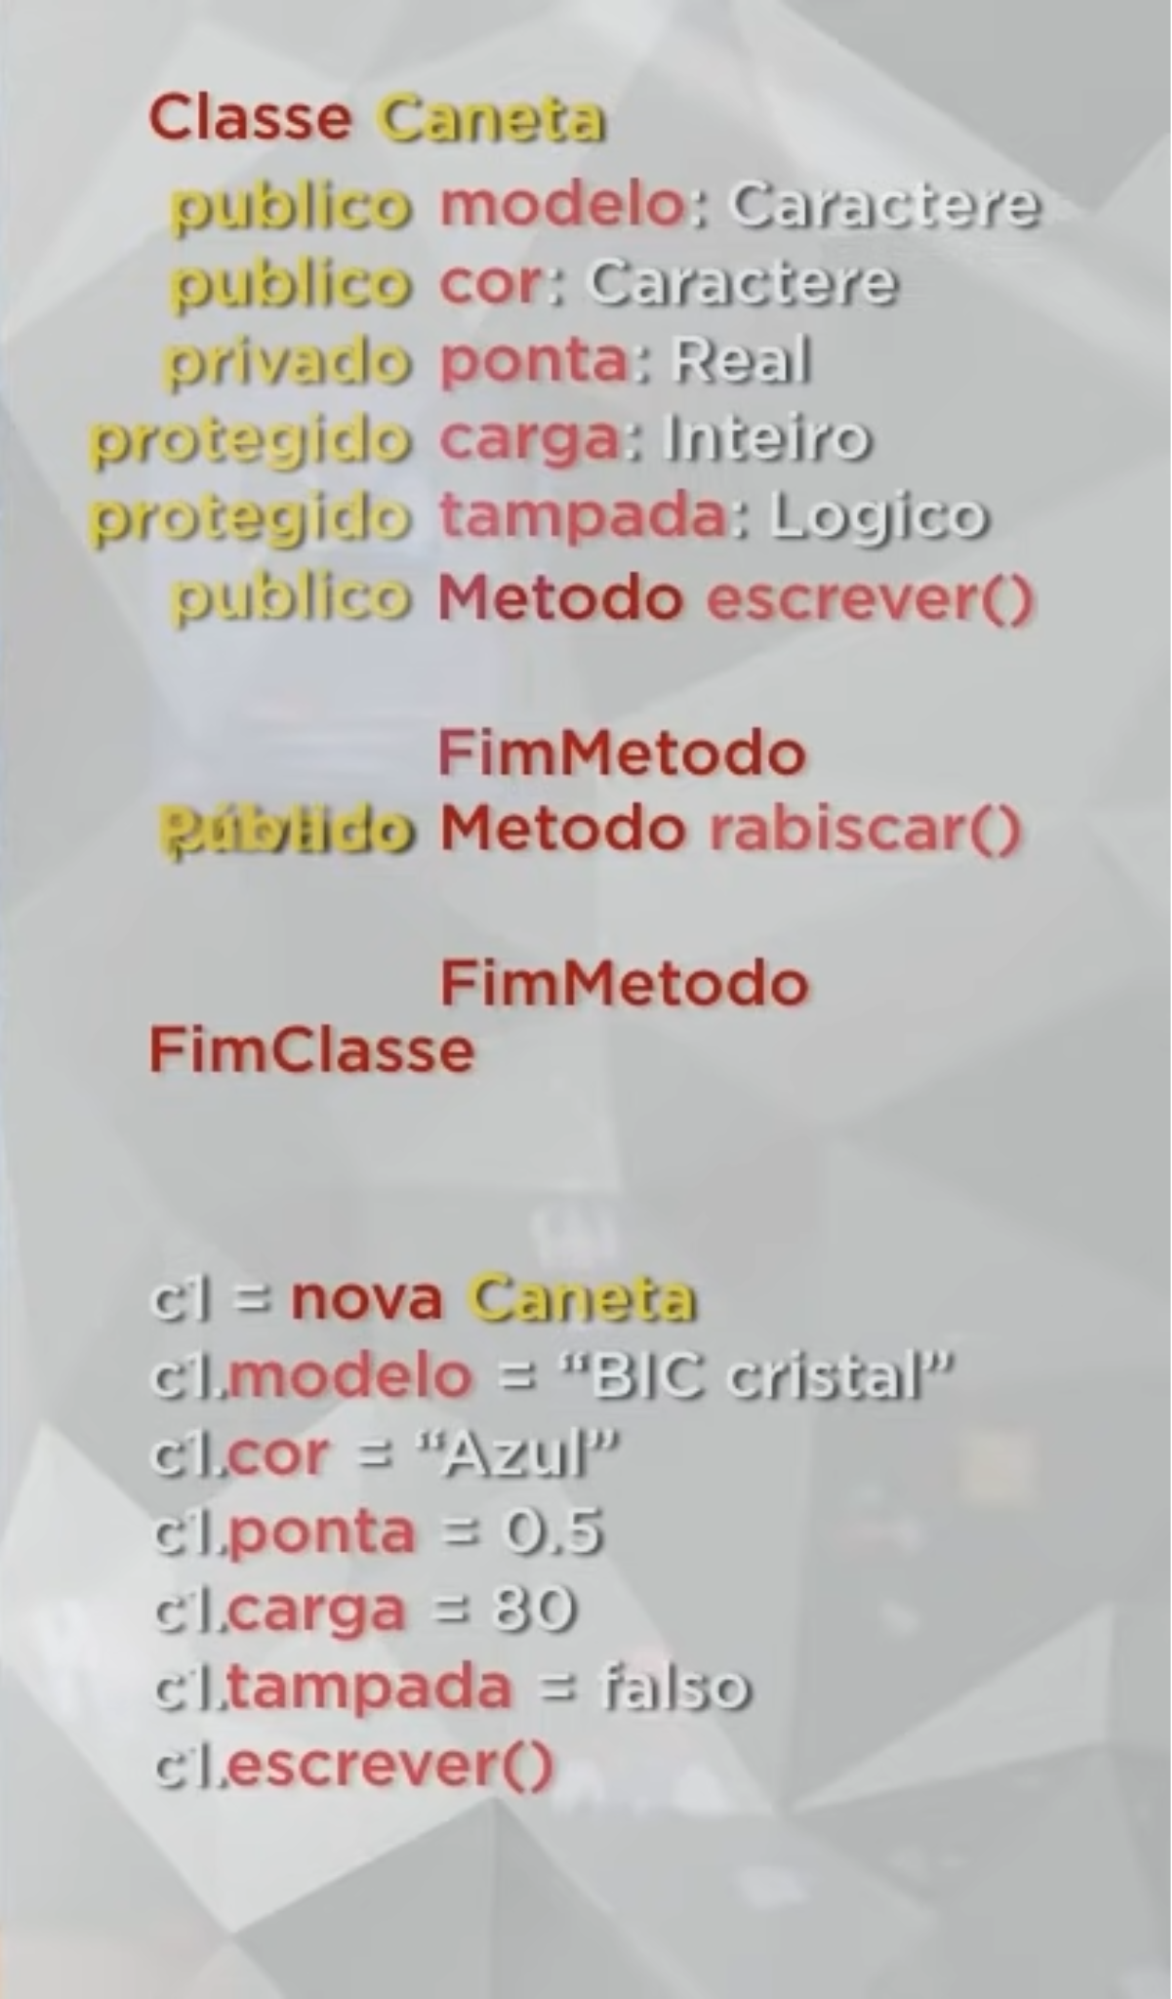 Classe Caneta
publico modelo: Caractere
publico cor: Caractere
privado ponta: Real
protegido carga: Inteiro
protegido tampada: Logico
publico Metodo escrever()
FimMetodo
Metodo rabiscar()
FimMetodo
FimClasse
c1 = nova Caneta
c1.modelo = “BIC cristal”
c1.cor = “Azul”
c1.ponta = 0.5
c1.carga = 80
c1.tampada = falso
c1.escrever()